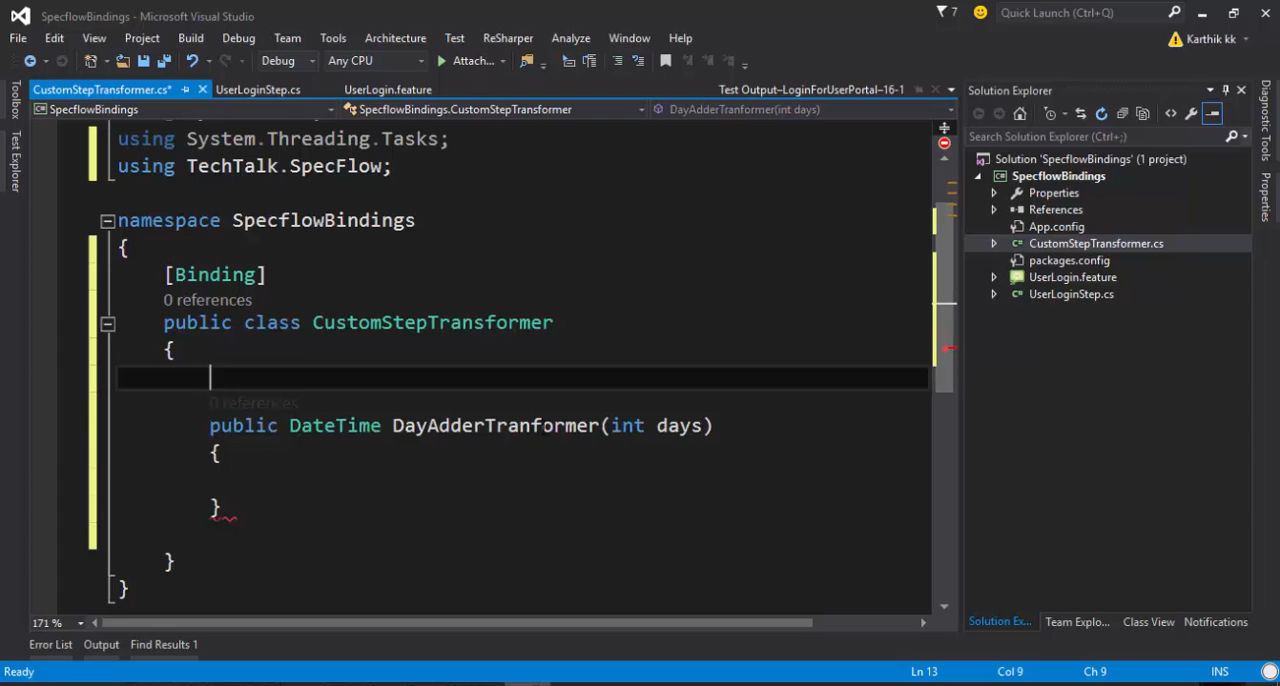 SpecflowBindings - Microsoft Visual Studio
7
Quick Launch (Ctrl+Q)
File Edit View Project Build Debug Team Tools Architecture Test ReSharper Analyze Window Help
Karthik kk
Debug Any CPU Attach...
CustomStepTransformer.cs* UserLoginStep.cs UserLogin.feature Test Output–LoginForUserPortal–16-1
SpecflowBindings SpecflowBindings.CustomStepTransformer DayAdderTranformer(int days)
Toolbox
Test Explorer
using System.Threading.Tasks;
using TechTalk.SpecFlow;
namespace SpecflowBindings
{
[Binding]
0 references
public class CustomStepTransformer
{
0 references
public DateTime DayAdderTranformer(int days)
{
}
}
}
171 %
Solution Explorer
Search Solution Explorer (Ctrl+;)
Solution 'SpecflowBindings' (1 project)
SpecflowBindings
Properties
References
App.config
CustomStepTransformer.cs
packages.config
UserLogin.feature
UserLoginStep.cs
Solution Ex... Team Explo... Class View Notifications
Diagnostic Tools
Properties
Error List Output Find Results 1
Ready Ln 13 Col 9 Ch 9 INS